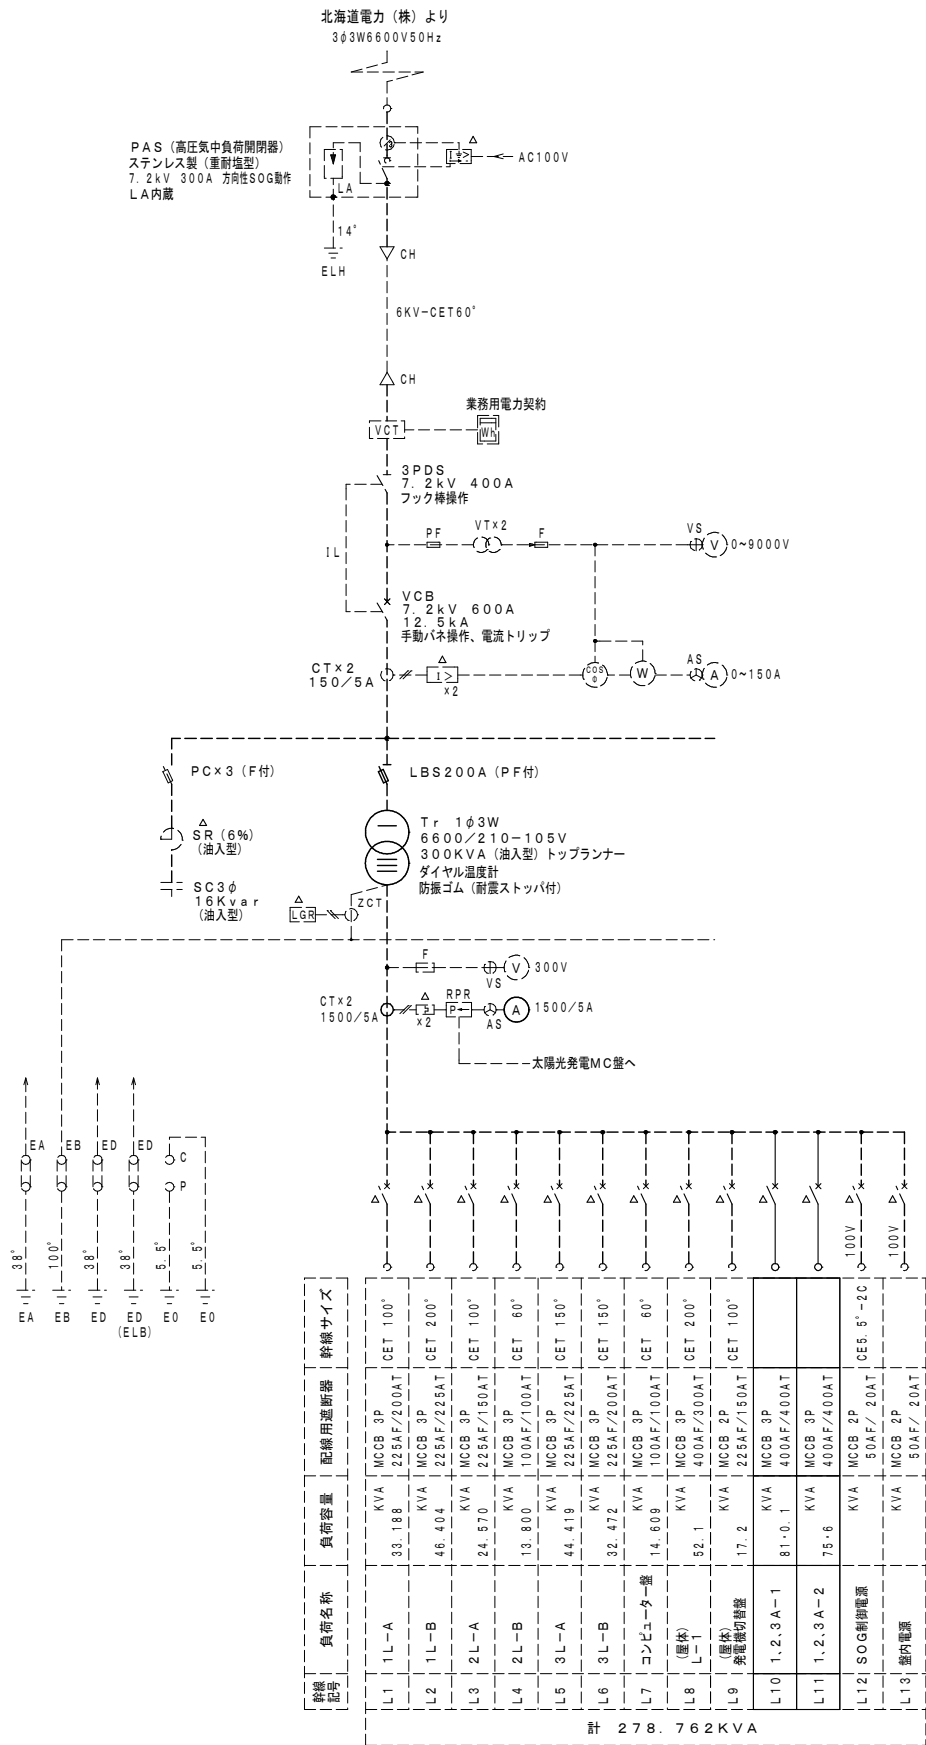 北海道電力（株）より
3φ3W6600V50Hz
PAS（高圧気中負荷開閉器）
ステンレス製（重耐塩型）
7.2kV 300A 方向性SOG動作
LA内蔵
LA
I⏚>
△
AC100V
14°
ELH
CH
6KV-CET60°
CH
業務用電力契約
VCT
Wh
3PDS
7.2kV 400A
フック棒操作
IL
PF
VT×2
F
VS
V
0~9000V
VCB
7.2kV 600A
12.5kA
手動バネ操作、電流トリップ
CT×2
150/5A
△
I>
×2
COS
φ
W
AS
A
0~150A
PC×3（F付）
LBS200A（PF付）
△
SR（6%）
（油入型）
SC3φ
16Kvar
（油入型）
Tr 1φ3W
6600/210-105V
300KVA（油入型）トップランナー
ダイヤル温度計
防振ゴム（耐震ストッパ付）
△
LGR
ZCT
F
VS
V
300V
CT×2
1500/5A
△
×2
RPR
P←
AS
A
1500/5A
太陽光発電MC盤へ
EA
EB
ED
ED
C
P
38°
100°
38°
38°
5.5°
5.5°
EA
EB
ED
ED
(ELB)
E0
E0
△ △ △ △ △ △ △ △ △ △ △ △ △
100V
100V
幹線サイズ
CET 100°
CET 200°
CET 100°
CET 60°
CET 150°
CET 150°
CET 60°
CET 200°
CET 100°
CE5.5°-2C
配線用遮断器
MCCB 3P
225AF/200AT
MCCB 3P
225AF/225AT
MCCB 3P
225AF/150AT
MCCB 3P
100AF/100AT
MCCB 3P
225AF/225AT
MCCB 3P
225AF/200AT
MCCB 3P
100AF/100AT
MCCB 3P
400AF/300AT
MCCB 2P
225AF/150AT
MCCB 3P
400AF/400AT
MCCB 3P
400AF/400AT
MCCB 2P
50AF/ 20AT
MCCB 2P
50AF/ 20AT
負荷容量
KVA
33.188
KVA
46.404
KVA
24.570
KVA
13.800
KVA
44.419
KVA
32.472
KVA
14.609
KVA
52.1
KVA
17.2
KVA
81・0.1
KVA
75・6
KVA
KVA
負荷名称
1L-A
1L-B
2L-A
2L-B
3L-A
3L-B
コンピューター盤
（屋体）
L-1
（屋体）
発電機切替盤
1、2、3A-1
1、2、3A-2
SOG制御電源
盤内電源
幹線
記号
L1
L2
L3
L4
L5
L6
L7
L8
L9
L10
L11
L12
L13
計 278.762KVA